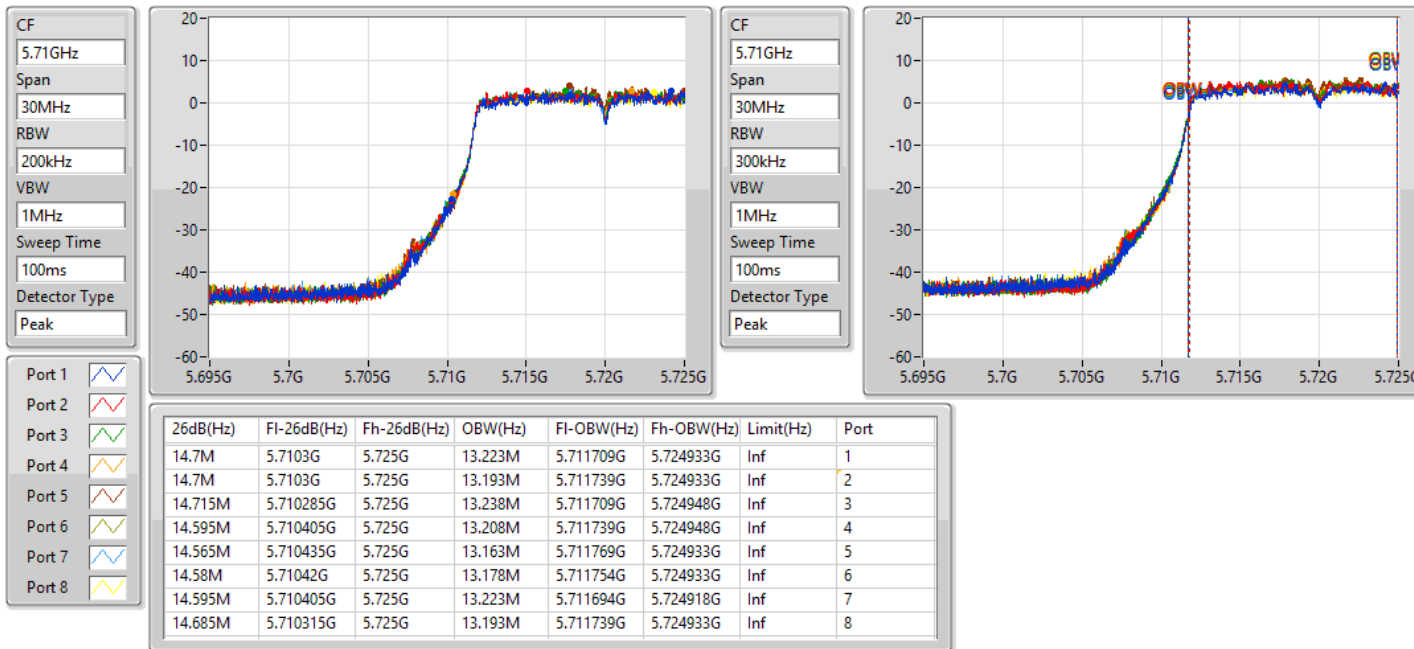 CF
5.71GHz
Span
30MHz
RBW
200kHz
VBW
1MHz
Sweep Time
100ms
Detector Type
Peak
20
10
0
-10
-20
-30
-40
-50
-60
5.695G 5.7G 5.705G 5.71G 5.715G 5.72G 5.725G
CF
5.71GHz
Span
30MHz
RBW
300kHz
VBW
1MHz
Sweep Time
100ms
Detector Type
Peak
20
10
0
-10
-20
-30
-40
-50
-60
OBW
OBW
5.695G 5.7G 5.705G 5.71G 5.715G 5.72G 5.725G
Port 1
Port 2
Port 3
Port 4
Port 5
Port 6
Port 7
Port 8
26dB(Hz) Fl-26dB(Hz) Fh-26dB(Hz) OBW(Hz) Fl-OBW(Hz) Fh-OBW(Hz) Limit(Hz) Port
14.7M 5.7103G 5.725G 13.223M 5.711709G 5.724933G Inf 1
14.7M 5.7103G 5.725G 13.193M 5.711739G 5.724933G Inf 2
14.715M 5.710285G 5.725G 13.238M 5.711709G 5.724948G Inf 3
14.595M 5.710405G 5.725G 13.208M 5.711739G 5.724948G Inf 4
14.565M 5.710435G 5.725G 13.163M 5.711769G 5.724933G Inf 5
14.58M 5.71042G 5.725G 13.178M 5.711754G 5.724933G Inf 6
14.595M 5.710405G 5.725G 13.223M 5.711694G 5.724918G Inf 7
14.685M 5.710315G 5.725G 13.193M 5.711739G 5.724933G Inf 8